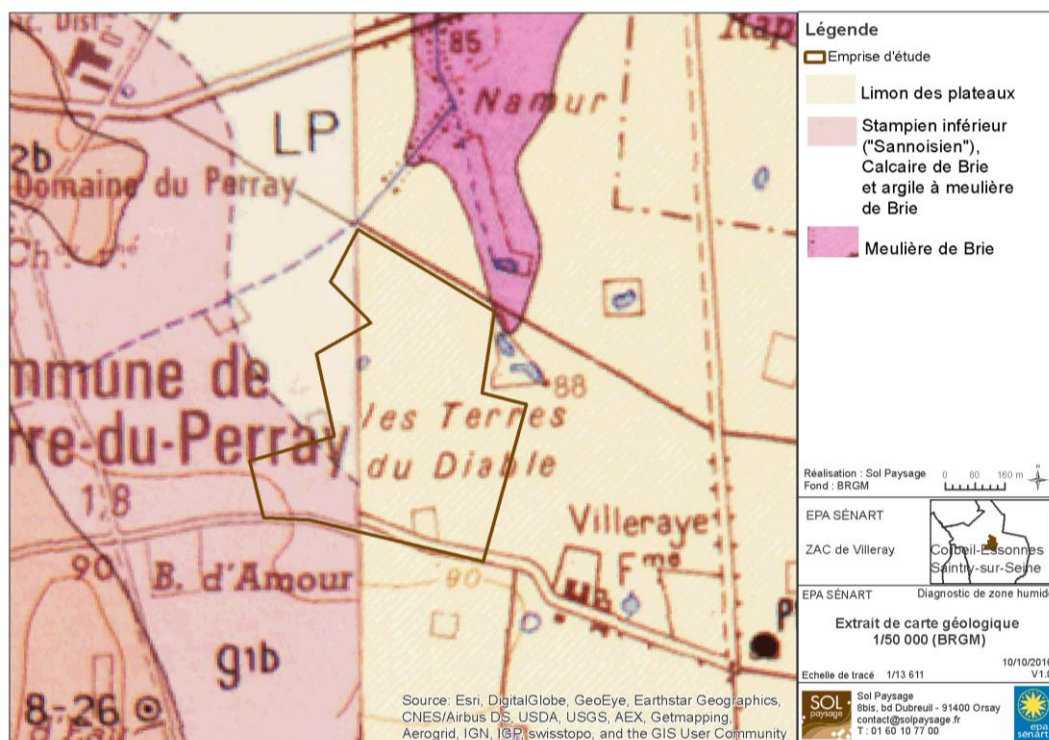 Dist
85
Namur
LP
2b
Domaine du Perray
Ch
mmune de
rre-du-Perray
les Terres
du Diable
88
1,8
Villeraye
Fme
90
B. d'Amour
80
g1b
8-26
Source: Esri, DigitalGlobe, GeoEye, Earthstar Geographics,
CNES/Airbus DS, USDA, USGS, AEX, Getmapping,
Aerogrid, IGN, IGP, swisstopo, and the GIS User Community
Légende
Emprise d'étude
Limon des plateaux
Stampien inférieur
("Sannoisien"),
Calcaire de Brie
et argile à meulière
de Brie
Meulière de Brie
Réalisation : Sol Paysage
Fond : BRGM
0 80 160 m
EPA SÉNART
ZAC de Villeray
Corbeil-Essonnes
Saintry-sur-Seine
EPA SÉNART
Diagnostic de zone humide
Extrait de carte géologique
1/50 000 (BRGM)
10/10/2016
Echelle de tracé 1/13 611
V1.0
SOL
paysage
Sol Paysage
8bis, bd Dubreuil - 91400 Orsay
contact@solpaysage.fr
T : 01 60 10 77 00
epa
sénart